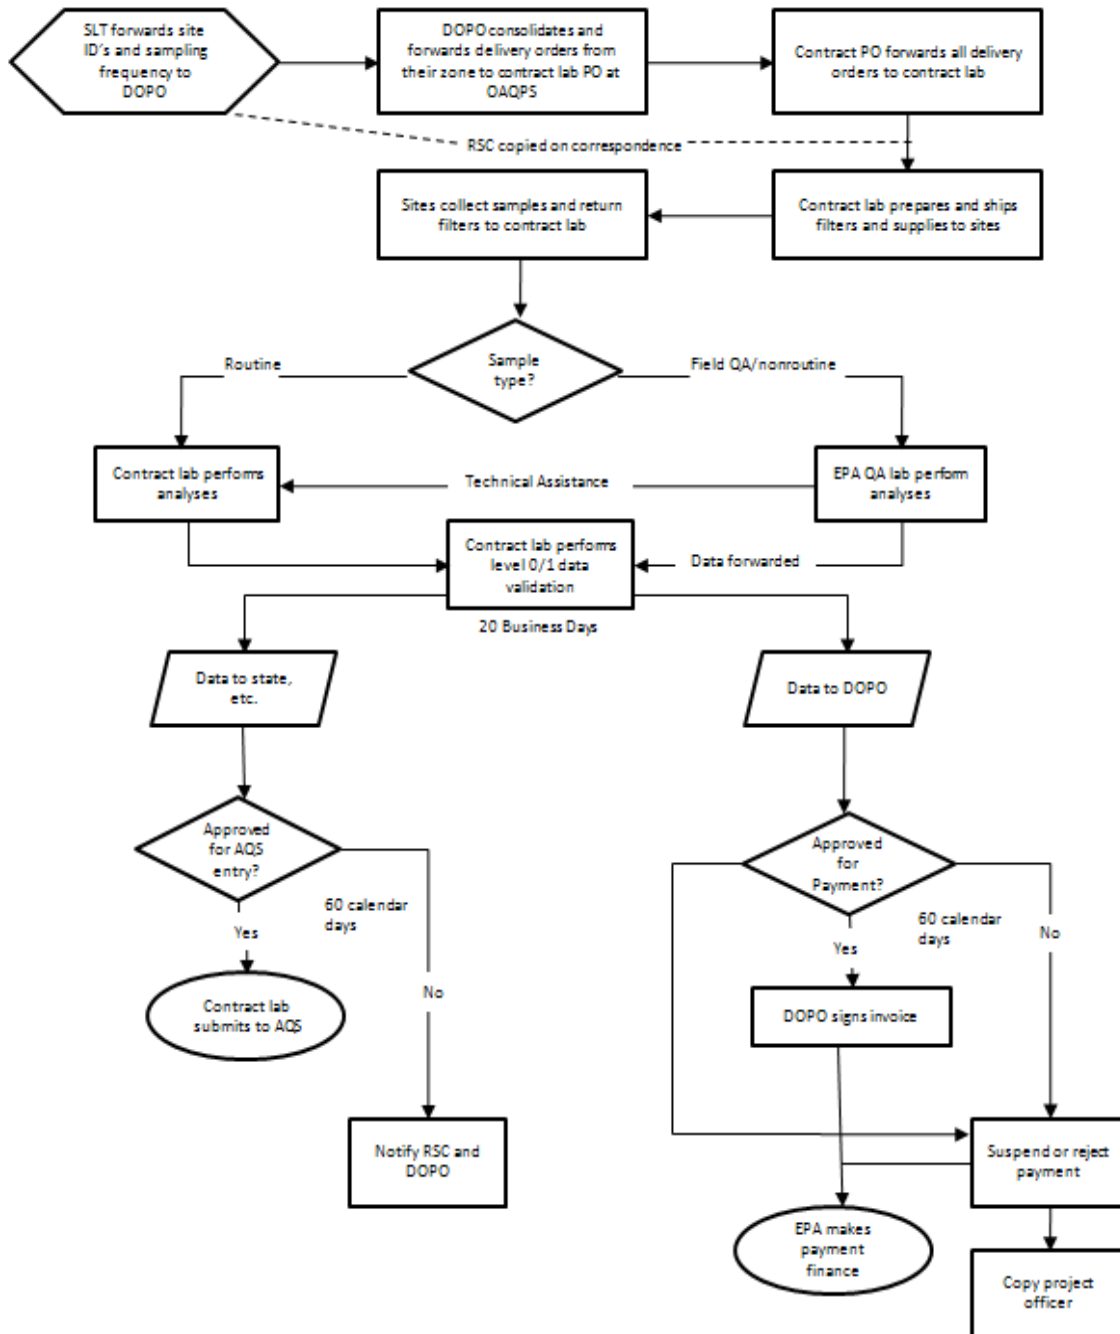 SLT forwards site
ID's and sampling
frequency to
DOPO
DOPO consolidates and
forwards delivery orders from
their zone to contract lab PO at
OAQPS
Contract PO forwards all delivery
orders to contract lab
RSC copied on correspondence
Sites collect samples and return
filters to contract lab
Contract lab prepares and ships
filters and supplies to sites
Routine
Sample
type?
Field QA/nonroutine
Contract lab performs
analyses
Technical Assistance
EPA QA lab perform
analyses
Contract lab performs
level 0/1 data
validation
Data forwarded
20 Business Days
Data to state,
etc.
Data to DOPO
Approved
for AQS
entry?
Approved
for
Payment?
60 calendar
days
Yes
No
60 calendar
days
Yes
No
Contract lab
submits to AQS
DOPO signs invoice
Notify RSC and
DOPO
Suspend or reject
payment
EPA makes
payment
finance
Copy project
officer